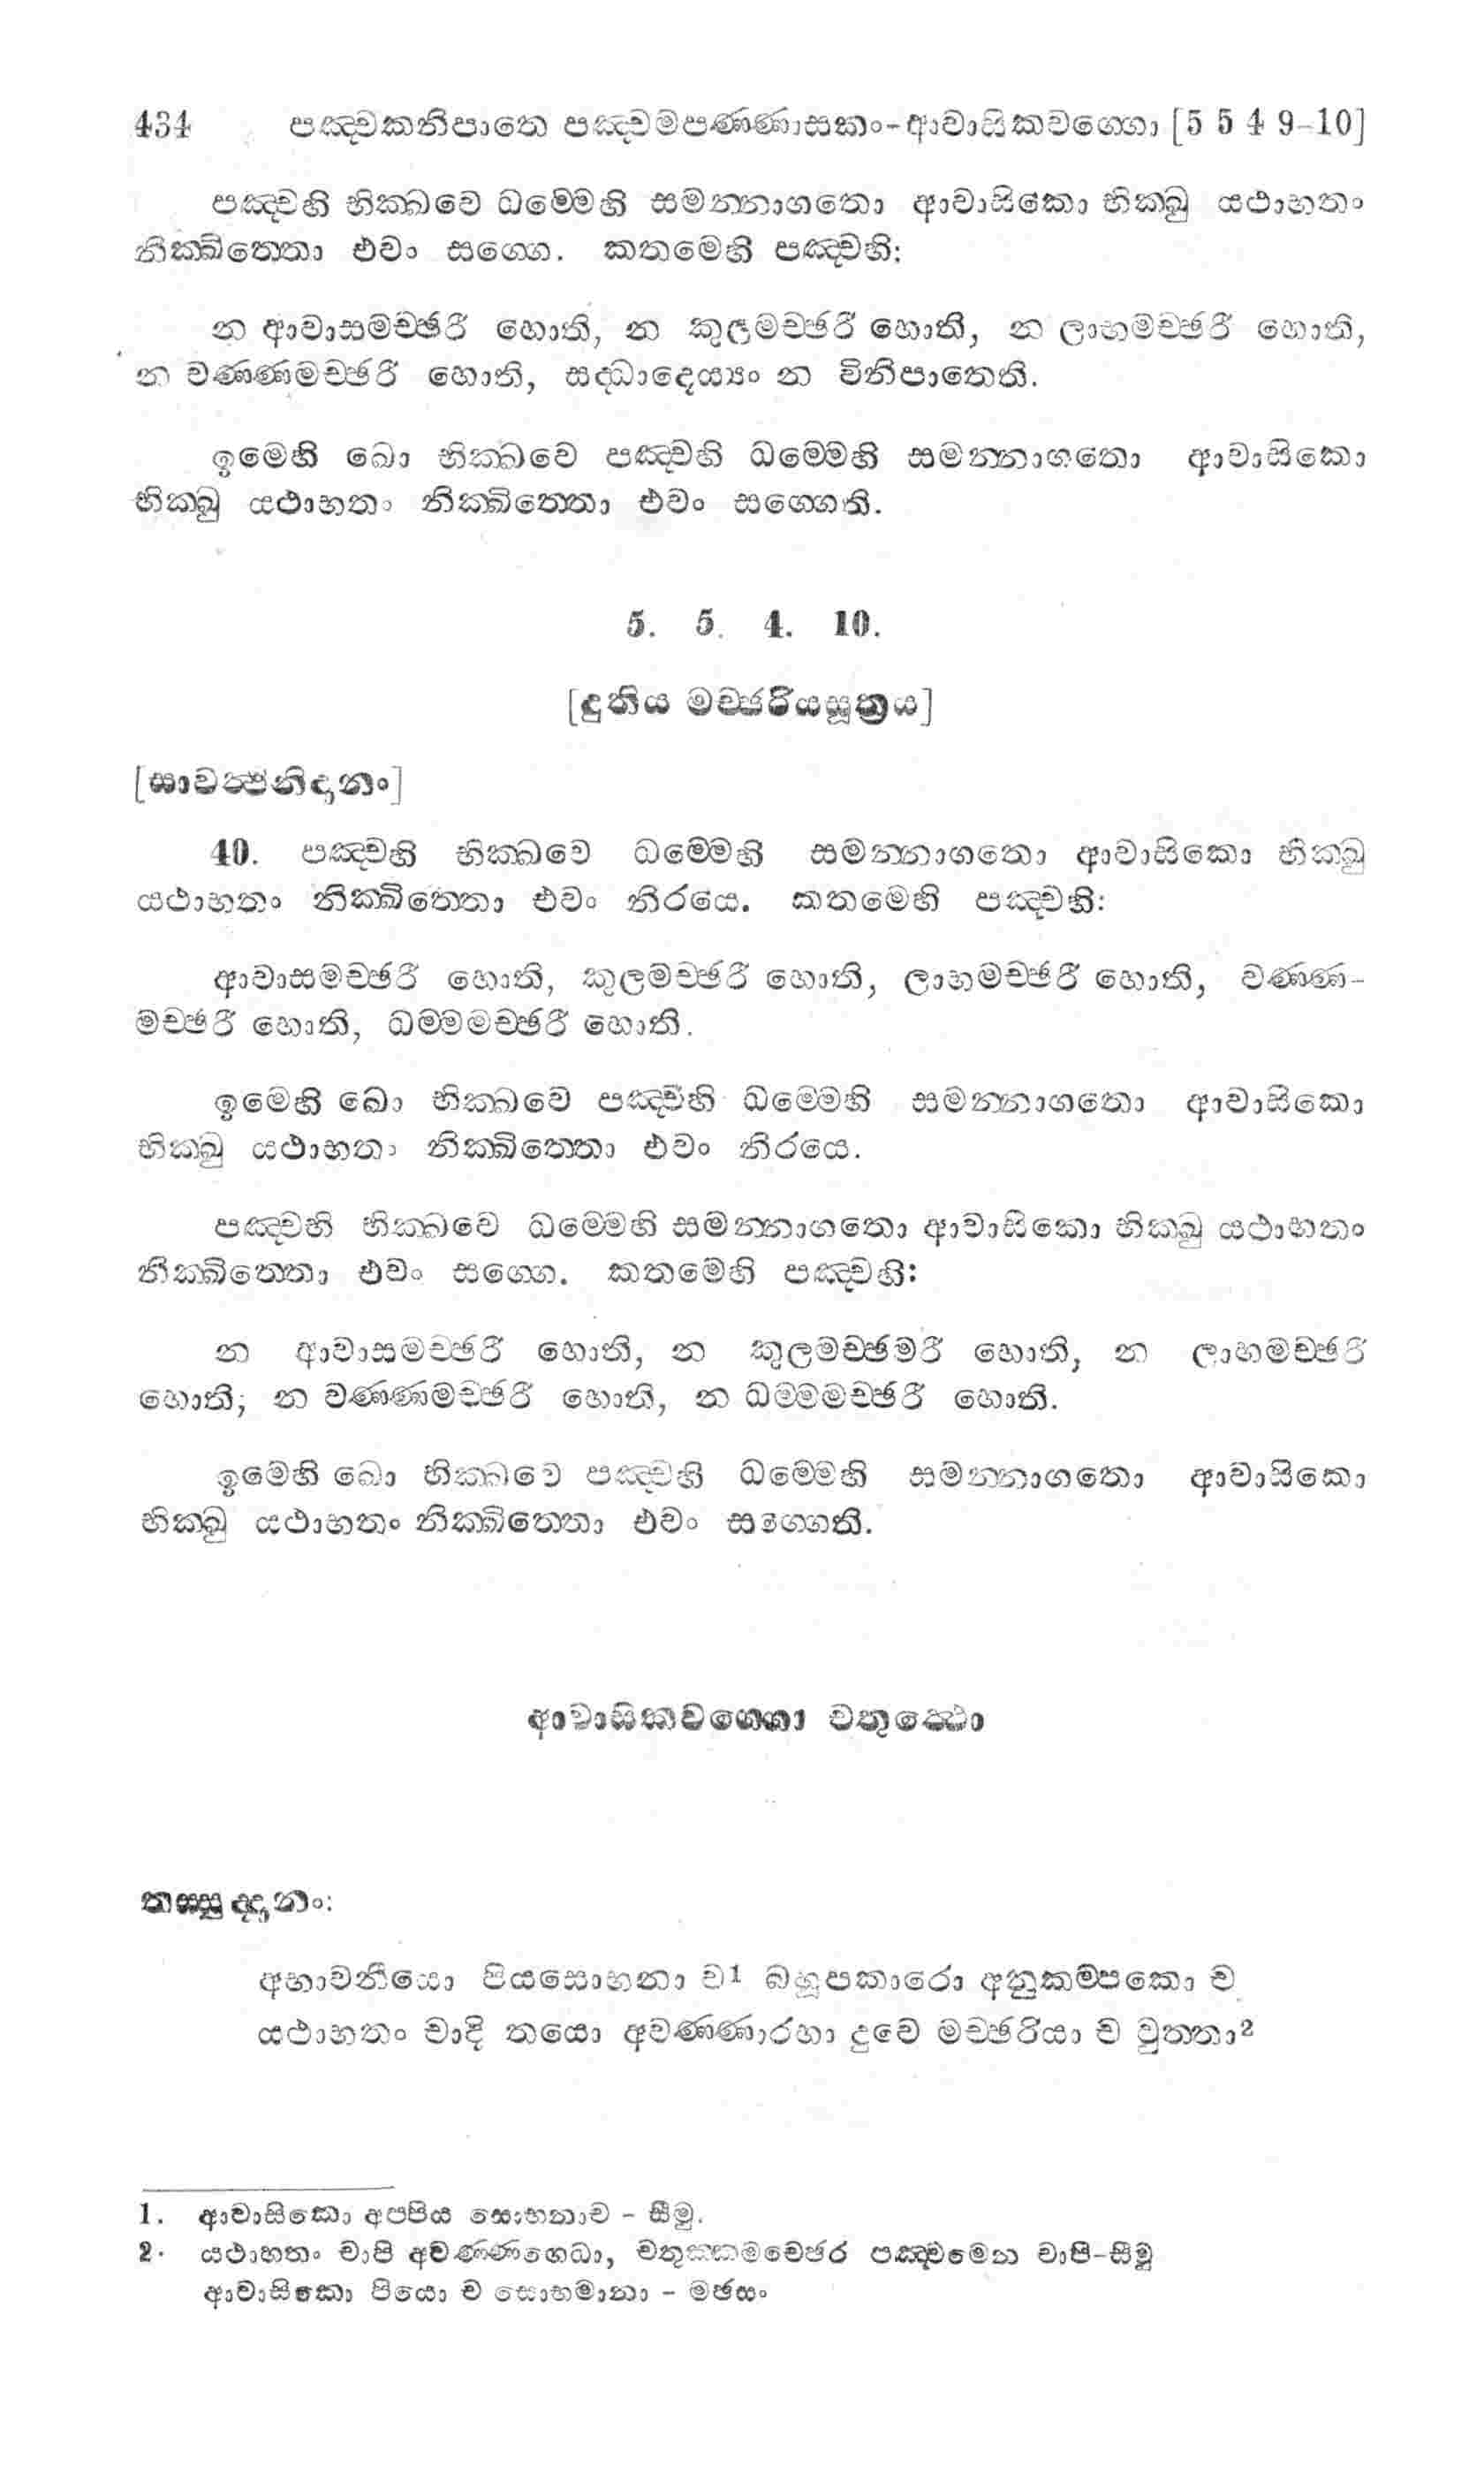 434 පඤ්චකනිපාතෙ පඤ්චමපණ්ණාසකං-ආවාසිකවග්ගො [5 5 4 9-10]
පඤ්චහි භික්ඛවෙ ධම්මෙහි සමන්නාගතො ආවාසිකො භික්ඛු යථාභතං
නික්ඛිත්තො එවං සග්ගෙ. කතමෙහි පඤ්චහි:
න ආවාසමච්ඡරී හොති, න කුලමච්ඡරී හොති, න ලාභමච්ඡරී හොති,
න වණ්ණමච්ඡරී හොති, සද්ධාදෙය්‍යං න විනිපාතෙති.
ඉමෙහි ඛො භික්ඛවෙ පඤ්චහි ධම්මෙහි සමන්නාගතො ආවාසිකො
භික්ඛු යථාභතං නික්ඛිත්තො එවං සග්ගෙති.
5. 5. 4. 10.
[දුතිය මච්ඡරියසූත්‍රය]
[සාවත්ථිනිදානං]
40. පඤ්චහි භික්ඛවෙ ධම්මෙහි සමන්නාගතො ආවාසිකො භික්ඛු
යථාභතං නික්ඛිත්තො එවං නිරයෙ. කතමෙහි පඤ්චහි:
ආවාසමච්ඡරී හොති, කුලමච්ඡරී හොති, ලාභමච්ඡරී හොති, වණ්ණ-
මච්ඡරී හොති, ධම්මමච්ඡරී හොති.
ඉමෙහි ඛො භික්ඛවෙ පඤ්චහි ධම්මෙහි සමන්නාගතො ආවාසිකො
භික්ඛු යථාභතං නික්ඛිත්තො එවං නිරයෙ.
පඤ්චහි භික්ඛවෙ ධම්මෙහි සමන්නාගතො ආවාසිකො භික්ඛු යථාභතං
නික්ඛිත්තො එවං සග්ගෙ. කතමෙහි පඤ්චහි:
න ආවාසමච්ඡරී හොති, න කුලමච්ඡමරී හොති, න ලාභමච්ඡරී
හොති; න වණ්ණමච්ඡරී හොති, න ධම්මමච්ඡරී හොති.
ඉමෙහි ඛො භික්ඛවෙ පඤ්චහි ධම්මෙහි සමන්නාගතො ආවාසිකො
භික්ඛු යථාභතං නික්ඛිත්තො එවං සග්ගෙති.
ආවාසිකවග්ගො චතුත්ථො
තස්සුද්දානං:
අභාවනීයො පියසොභනා ච1 බහූපකාරො අනුකම්පකො ච
යථාභතං චාදි තයො අවණ්ණාරහා දුවෙ මච්ඡරියා ච වුත්තා2
1. ආවාසිකො අප්පිය සොභනාච - සීමු.
2. යථාභතං චාපි අවණ්ණගෙධා, චතුක්කමච්ඡෙර පඤ්චමෙන චාපි-සීමු
ආවාසිකො පියො ච සොභමානා - මඡසං